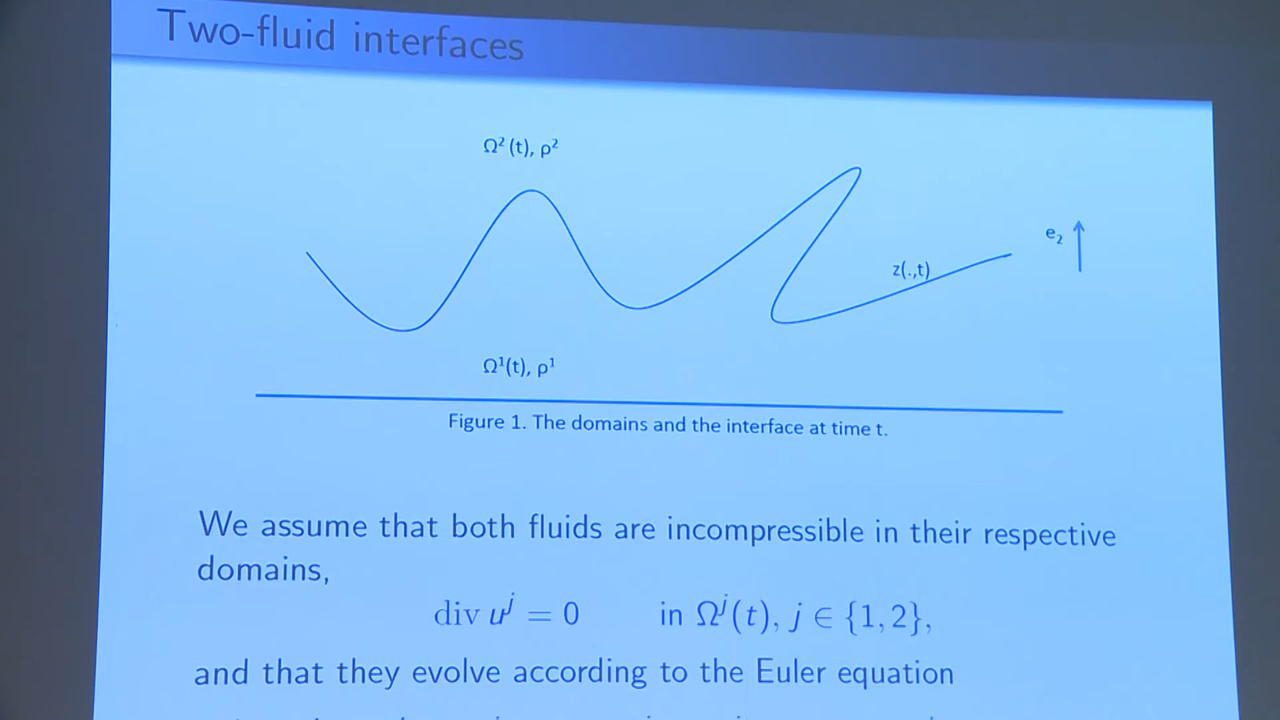 Two-fluid interfaces
Ω²(t), ρ²
e₂
z(.,t)
Ω¹(t), ρ¹
Figure 1. The domains and the interface at time t.
We assume that both fluids are incompressible in their respective
domains,
div uʲ = 0 in Ωʲ(t), j ∈ {1, 2},
and that they evolve according to the Euler equation